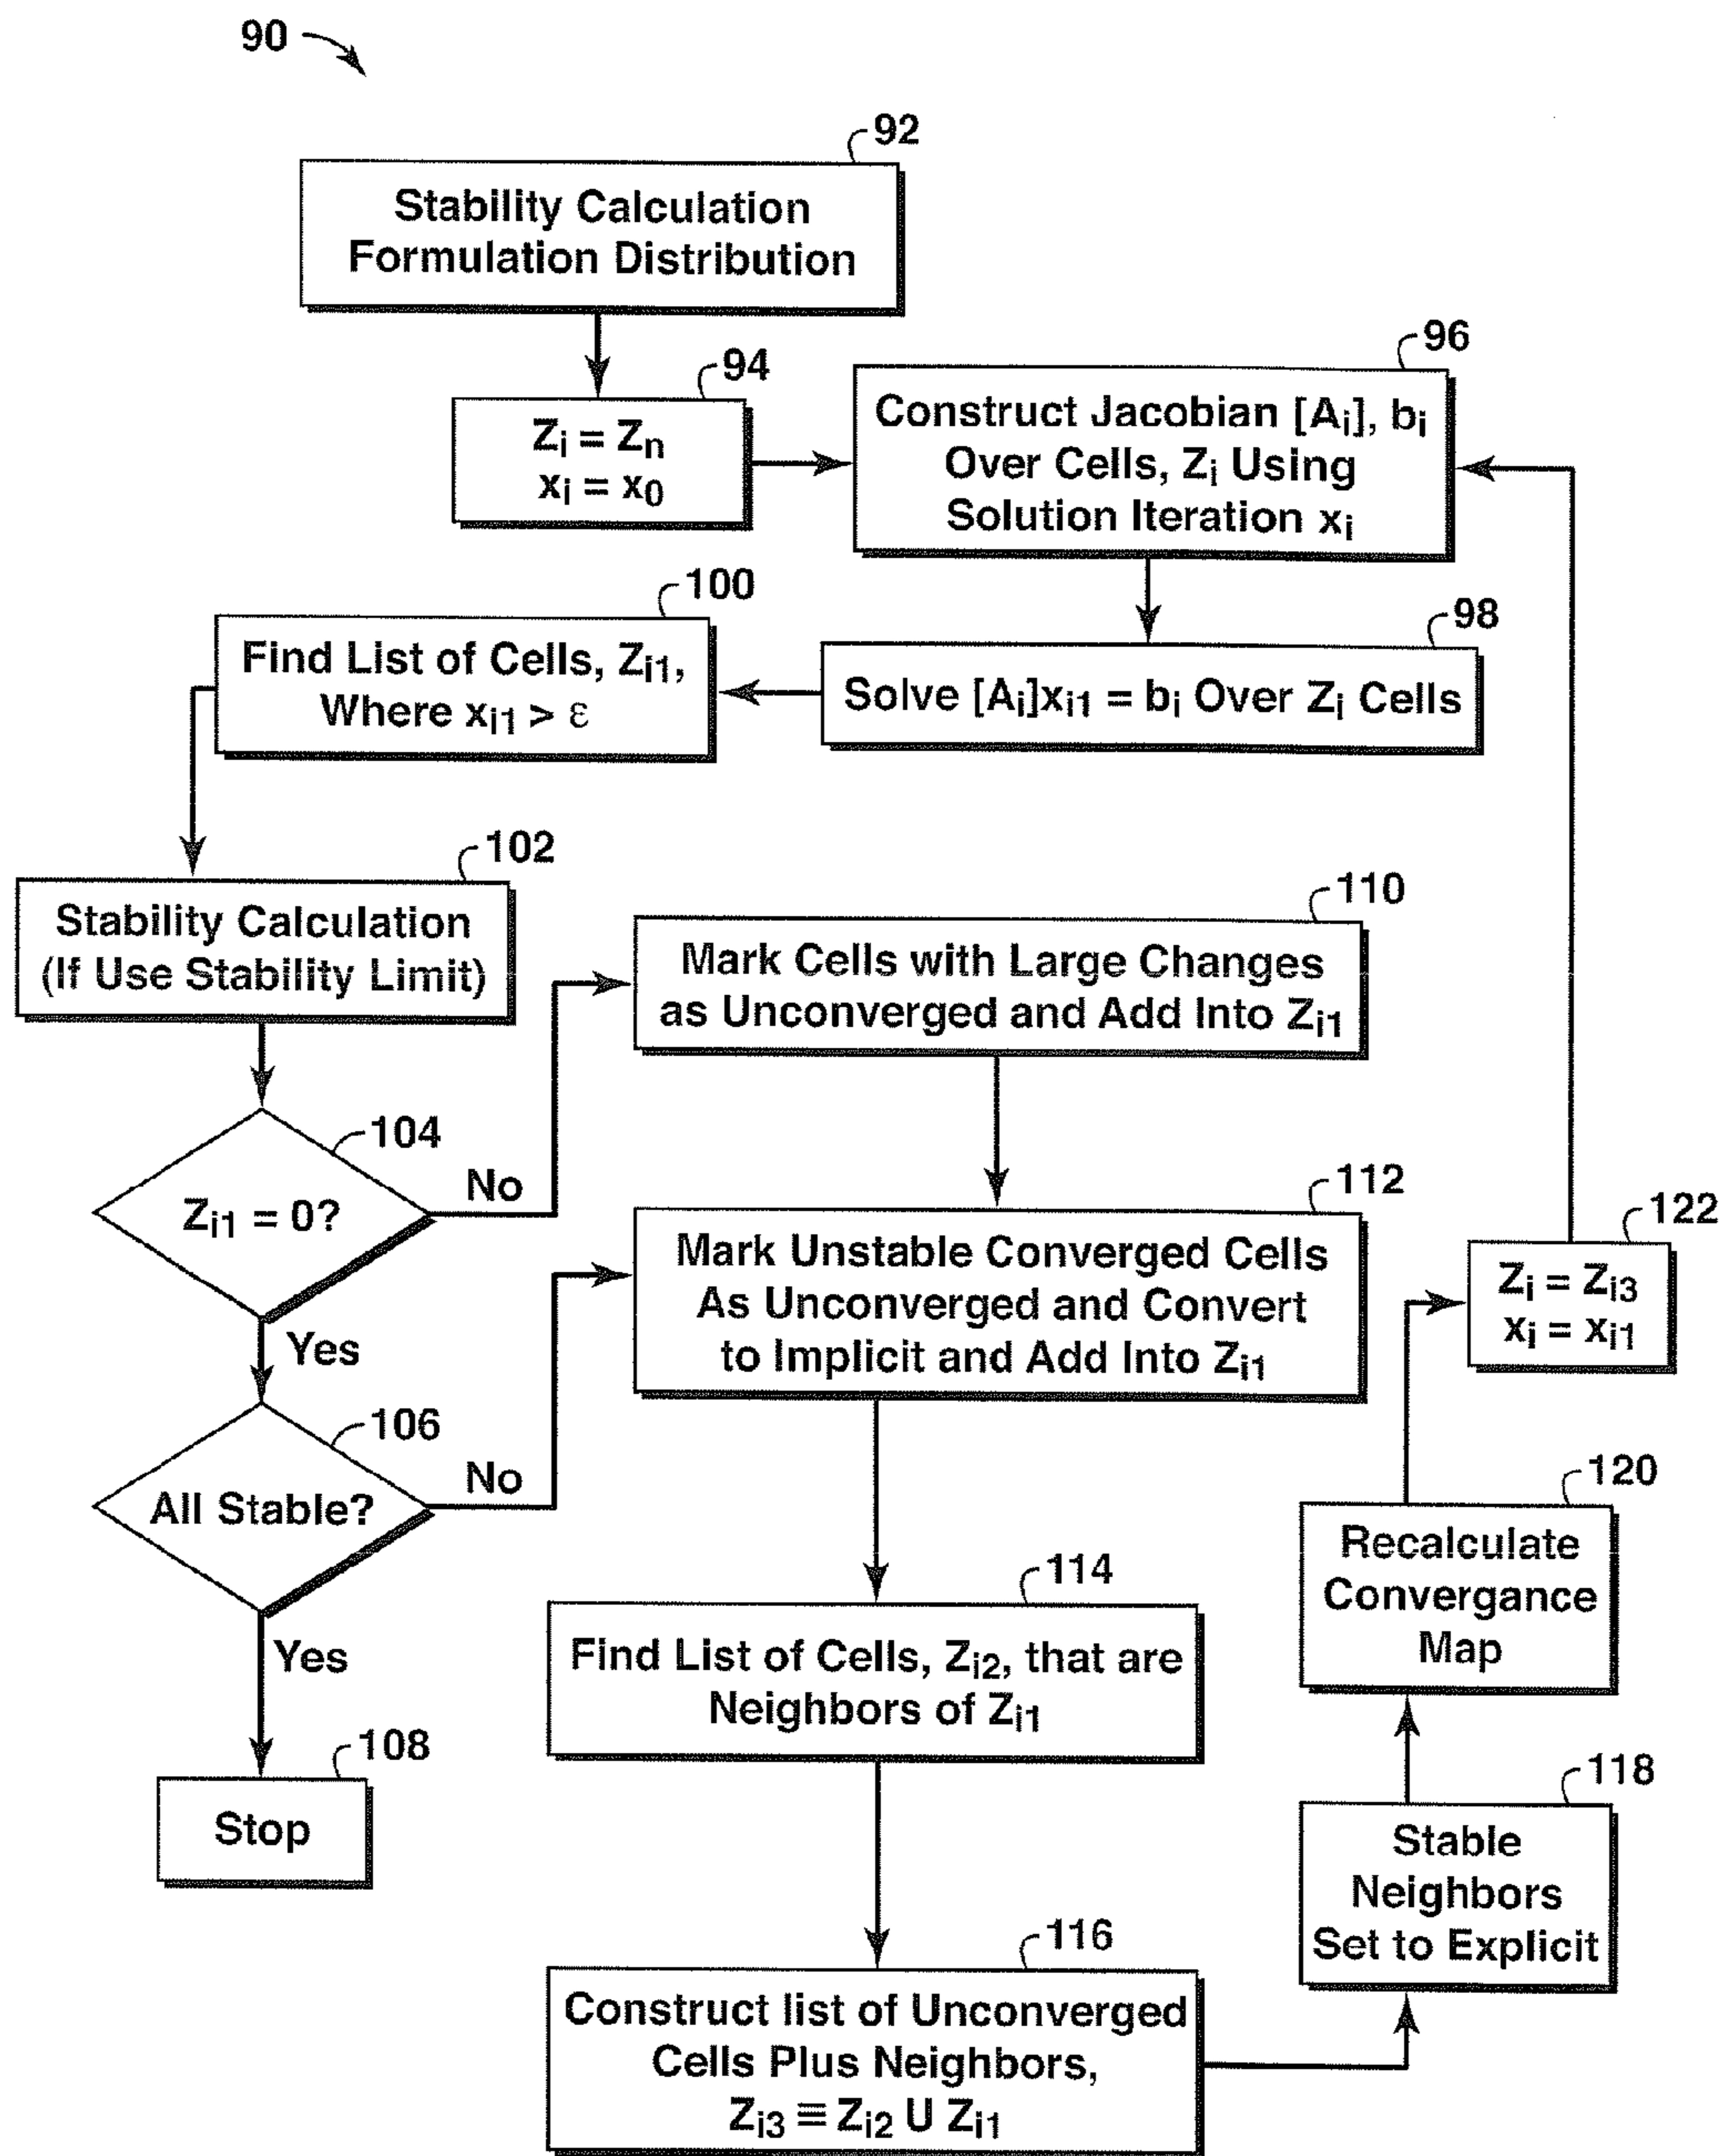 90
92
Stability Calculation
Formulation Distribution
94
Zi = Zn
xi = x0
96
Construct Jacobian [Ai], bi
Over Cells, Zi Using
Solution Iteration xi
98
Solve [Ai]xi1 = bi Over Zi Cells
100
Find List of Cells, Zi1,
Where xi1 > ε
102
Stability Calculation
(If Use Stability Limit)
104
Zi1 = 0?
No
Yes
106
All Stable?
No
Yes
108
Stop
110
Mark Cells with Large Changes
as Unconverged and Add Into Zi1
112
Mark Unstable Converged Cells
As Unconverged and Convert
to Implicit and Add Into Zi1
114
Find List of Cells, Zi2, that are
Neighbors of Zi1
116
Construct list of Unconverged
Cells Plus Neighbors,
Zi3 ≡ Zi2 U Zi1
118
Stable
Neighbors
Set to Explicit
120
Recalculate
Convergance
Map
122
Zi = Zi3
xi = xi1